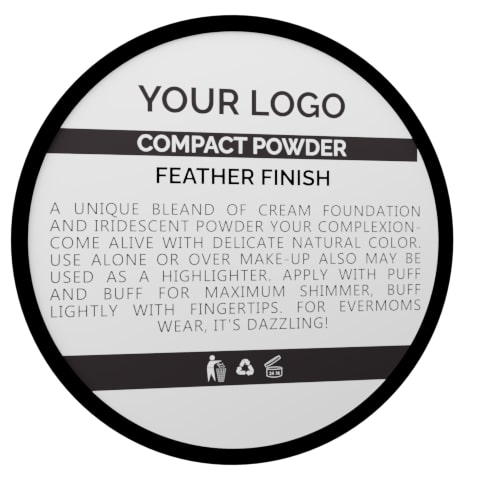 YOUR LOGO
COMPACT POWDER
FEATHER FINISH
A UNIQUE BLEAND OF CREAM FOUNDATION
AND IRIDESCENT POWDER YOUR COMPLEXION-
COME ALIVE WITH DELICATE NATURAL COLOR.
USE ALONE OR OVER MAKE-UP ALSO MAY BE
USED AS A HIGHLIGHTER. APPLY WITH PUFF
AND BUFF FOR MAXIMUM SHIMMER, BUFF
LIGHTLY WITH FINGERTIPS. FOR EVERMOMS
WEAR, IT'S DAZZLING!
24 M